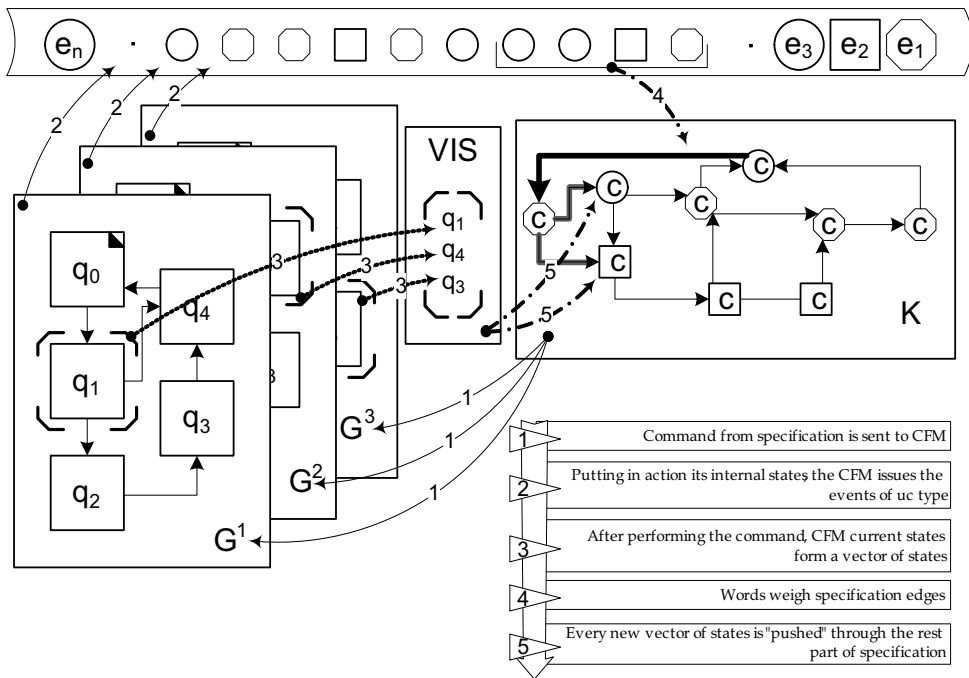 eₙ · · e₃ e₂ e₁
2 2 2 4
VIS
q₁
q₄
q₃
3 3 3
5
5
C C C C
C C C
C C
K
q₀
q₄
q₁
q₃
q₂
3
G³
G²
G¹
1
1
1
1 Command from specification is sent to CFM
2 Putting in action its internal states, the CFM issues the
events of uc type
3 After performing the command, CFM current states
form a vector of states
4 Words weigh specification edges
5 Every new vector of states is "pushed" through the rest
part of specification